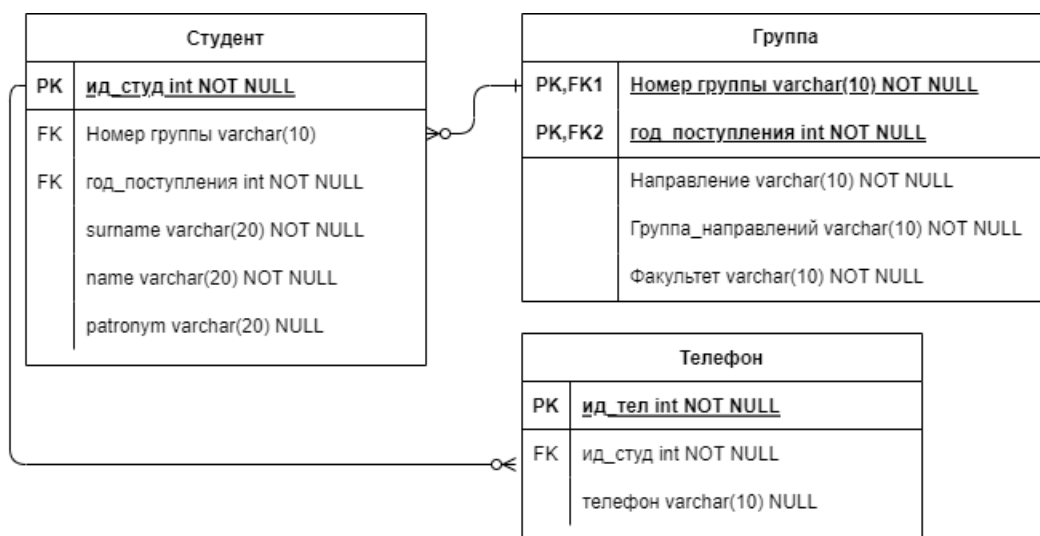 Студент
PK ид_студ int NOT NULL
FK Номер группы varchar(10)
FK год_поступления int NOT NULL
surname varchar(20) NOT NULL
name varchar(20) NOT NULL
patronym varchar(20) NULL
Группа
PK,FK1 Номер группы varchar(10) NOT NULL
PK,FK2 год_поступления int NOT NULL
Направление varchar(10) NOT NULL
Группа_направлений varchar(10) NOT NULL
Факультет varchar(10) NOT NULL
Телефон
PK ид_тел int NOT NULL
FK ид_студ int NOT NULL
телефон varchar(10) NULL